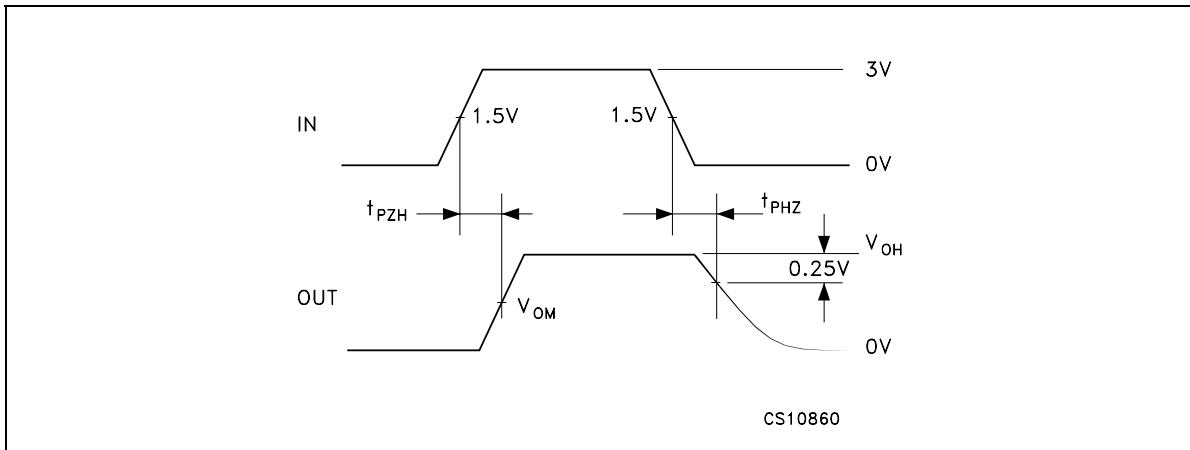 3V
IN
1.5V
1.5V
0V
tPZH
tPHZ
VOH
0.25V
OUT
VOM
0V
CS10860